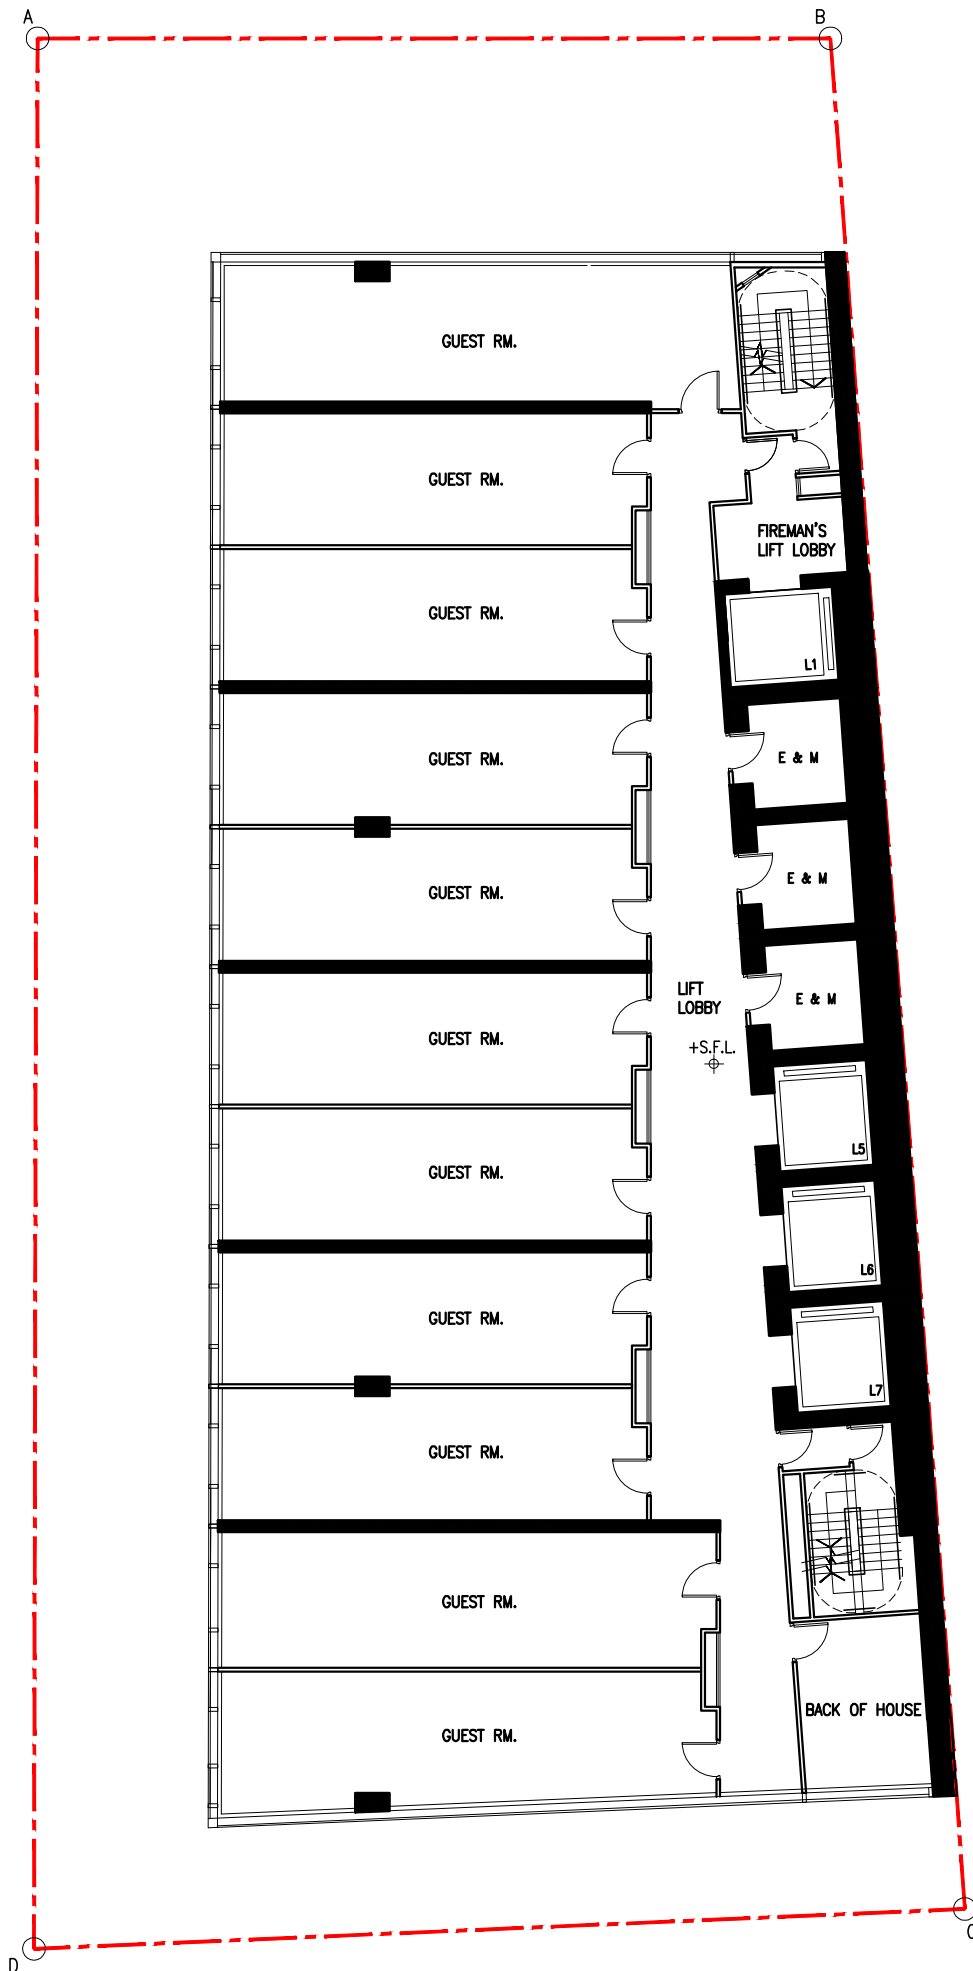 A
B
GUEST RM.
GUEST RM.
FIREMAN'S
LIFT LOBBY
GUEST RM.
L1
GUEST RM.
E & M
GUEST RM.
E & M
LIFT
LOBBY
E & M
GUEST RM.
+S.F.L.
L5
GUEST RM.
L6
GUEST RM.
L7
GUEST RM.
GUEST RM.
BACK OF HOUSE
GUEST RM.
C
D